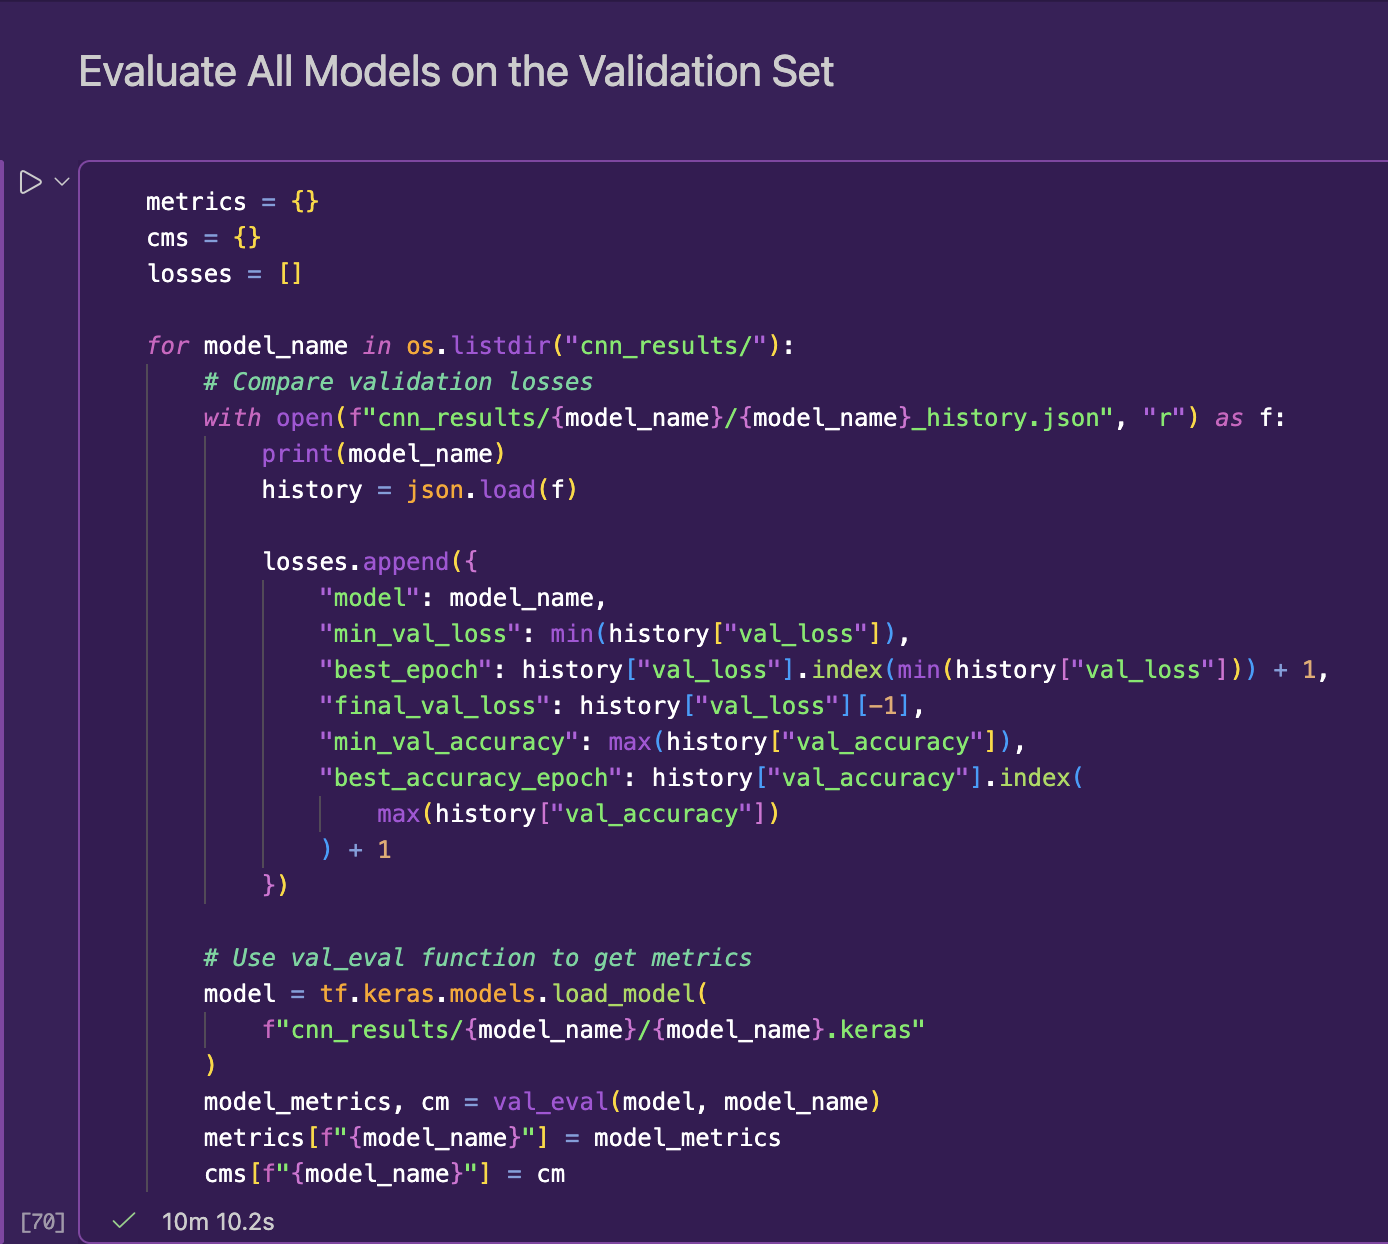 Evaluate All Models on the Validation Set
metrics = {}
cms = {}
losses = []
for model_name in os.listdir("cnn_results/"):
# Compare validation losses
with open(f"cnn_results/{model_name}/{model_name}_history.json", "r") as f:
print(model_name)
history = json.load(f)
losses.append({
"model": model_name,
"min_val_loss": min(history["val_loss"]),
"best_epoch": history["val_loss"].index(min(history["val_loss"])) + 1,
"final_val_loss": history["val_loss"][-1],
"min_val_accuracy": max(history["val_accuracy"]),
"best_accuracy_epoch": history["val_accuracy"].index(
max(history["val_accuracy"])
) + 1
})
# Use val_eval function to get metrics
model = tf.keras.models.load_model(
f"cnn_results/{model_name}/{model_name}.keras"
)
model_metrics, cm = val_eval(model, model_name)
metrics[f"{model_name}"] = model_metrics
cms[f"{model_name}"] = cm
[70] 10m 10.2s